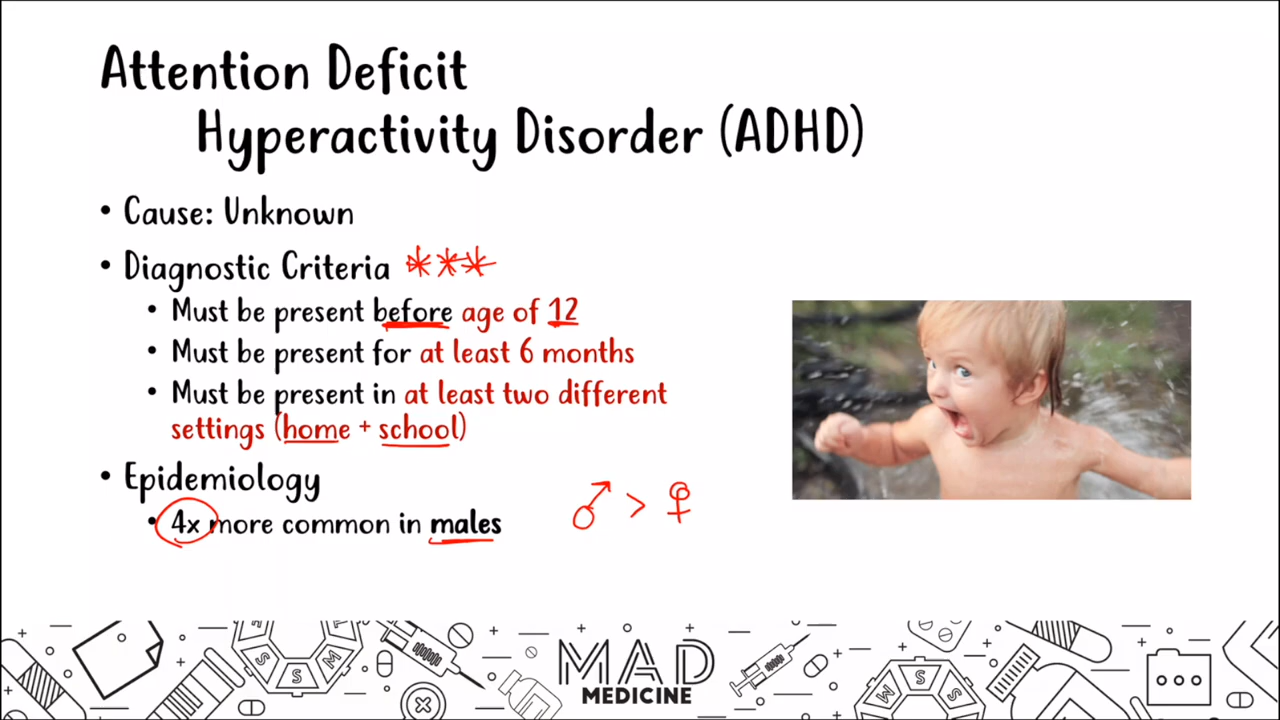 Attention Deficit
Hyperactivity Disorder (ADHD)
• Cause: Unknown
• Diagnostic Criteria ***
• Must be present before age of 12
• Must be present for at least 6 months
• Must be present in at least two different
settings (home + school)
• Epidemiology
• 4x more common in males
♂ > ♀
MAD
MEDICINE